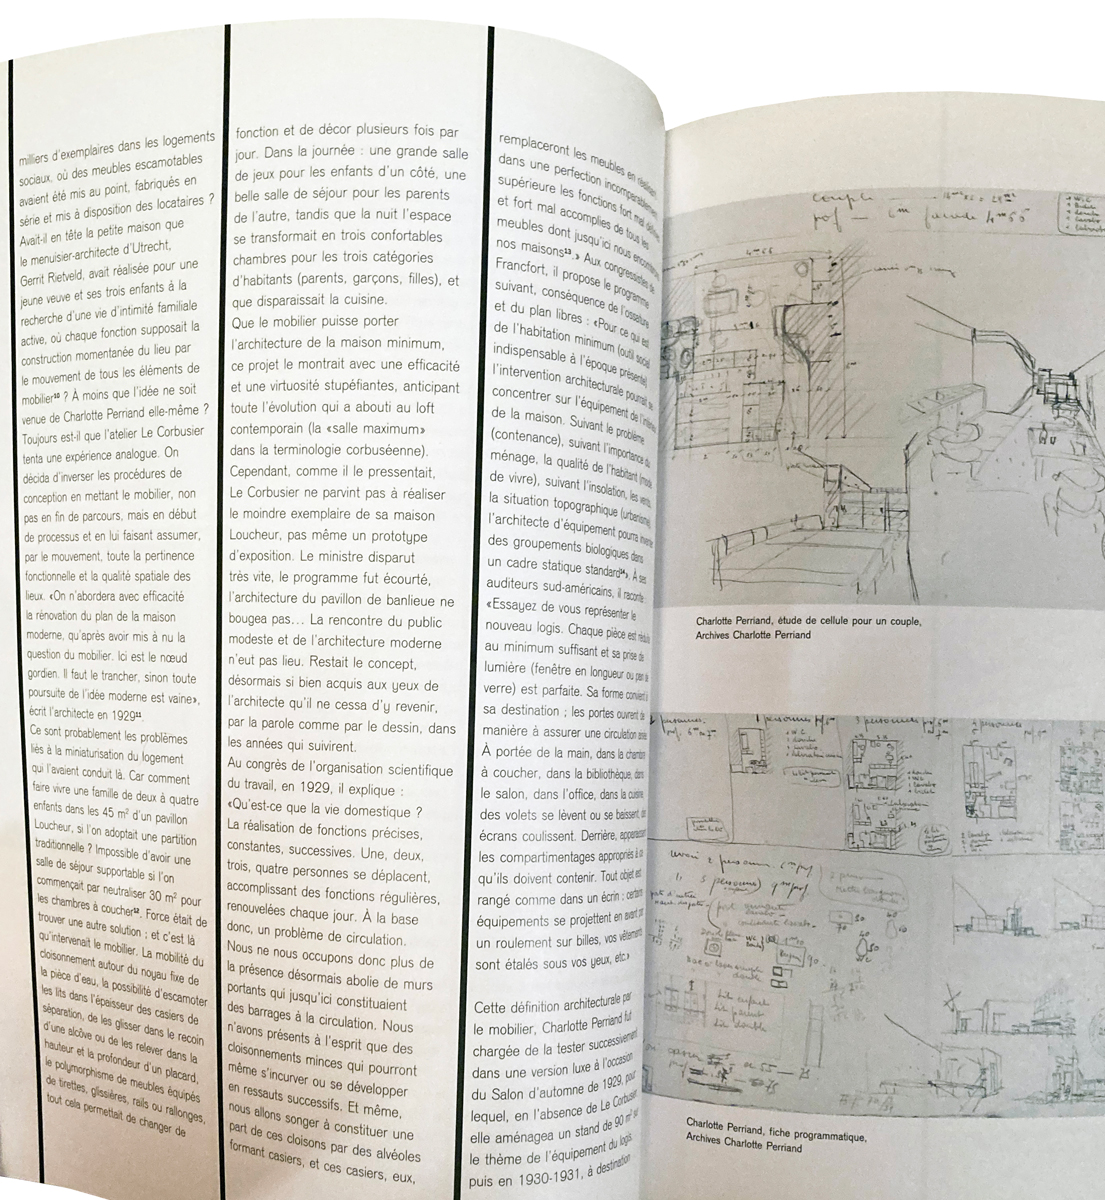 milliers d'exemplaires dans les logements
sociaux, où des meubles escamotables
avaient été mis au point, fabriqués en
série et mis à disposition des locataires ?
Avait-il en tête la petite maison que
le menuisier-architecte d'Utrecht,
Gerrit Rietveld, avait réalisée pour une
jeune veuve et ses trois enfants à la
recherche d'une vie d'intimité familiale
active, où chaque fonction supposait la
construction momentanée du lieu par
le mouvement de tous les éléments de
mobilier¹⁰ ? À moins que l'idée ne soit
venue de Charlotte Perriand elle-même ?
Toujours est-il que l'atelier Le Corbusier
tenta une expérience analogue. On
décida d'inverser les procédures de
conception en mettant le mobilier, non
pas en fin de parcours, mais en début
de processus et en lui faisant assumer,
par le mouvement, toute la pertinence
fonctionnelle et la qualité spatiale des
lieux. «On n'abordera avec efficacité
la rénovation du plan de la maison
moderne, qu'après avoir mis à nu la
question du mobilier. Ici est le nœud
gordien. Il faut le trancher, sinon toute
poursuite de l'idée moderne est vaine»,
écrit l'architecte en 1929¹¹.
Ce sont probablement les problèmes
liés à la miniaturisation du logement
qui l'avaient conduit là. Car comment
faire vivre une famille de deux à quatre
enfants dans les 45 m² d'un pavillon
Loucheur, si l'on adoptait une partition
traditionnelle ? Impossible d'avoir une
salle de séjour supportable si l'on
commençait par neutraliser 30 m² pour
les chambres à coucher¹². Force était de
trouver une autre solution ; et c'est là
qu'intervenait le mobilier. La mobilité du
cloisonnement autour du noyau fixe de
la pièce d'eau, la possibilité d'escamoter
les lits dans l'épaisseur des casiers de
séparation, de les glisser dans le recoin
d'une alcôve ou de les relever dans la
hauteur et la profondeur d'un placard,
le polymorphisme de meubles équipés
de tirettes, glissières, rails ou rallonges,
tout cela permettait de changer de
fonction et de décor plusieurs fois par
jour. Dans la journée : une grande salle
de jeux pour les enfants d'un côté, une
belle salle de séjour pour les parents
de l'autre, tandis que la nuit l'espace
se transformait en trois confortables
chambres pour les trois catégories
d'habitants (parents, garçons, filles), et
que disparaissait la cuisine.
Que le mobilier puisse porter
l'architecture de la maison minimum,
ce projet le montrait avec une efficacité
et une virtuosité stupéfiantes, anticipant
toute l'évolution qui a abouti au loft
contemporain (la «salle maximum»
dans la terminologie corbuséenne).
Cependant, comme il le pressentait,
Le Corbusier ne parvint pas à réaliser
le moindre exemplaire de sa maison
Loucheur, pas même un prototype
d'exposition. Le ministre disparut
très vite, le programme fut écourté,
l'architecture du pavillon de banlieue ne
bougea pas... La rencontre du public
modeste et de l'architecture moderne
n'eut pas lieu. Restait le concept,
désormais si bien acquis aux yeux de
l'architecte qu'il ne cessa d'y revenir,
par la parole comme par le dessin, dans
les années qui suivirent.
Au congrès de l'organisation scientifique
du travail, en 1929, il explique :
«Qu'est-ce que la vie domestique ?
La réalisation de fonctions précises,
constantes, successives. Une, deux,
trois, quatre personnes se déplacent,
accomplissant des fonctions régulières,
renouvelées chaque jour. À la base
donc, un problème de circulation.
Nous ne nous occupons donc plus de
la présence désormais abolie de murs
portants qui jusqu'ici constituaient
des barrages à la circulation. Nous
n'avons présents à l'esprit que des
cloisonnements minces qui pourront
même s'incurver ou se développer
en ressauts successifs. Et même,
nous allons songer à constituer une
part de ces cloisons par des alvéoles
formant casiers, et ces casiers, eux,
remplaceront les meubles en réalisant
dans une perfection incomparablement
supérieure les fonctions fort mal définies
et fort mal accomplies de tous les
meubles dont jusqu'ici nous encombrions
nos maisons¹³.» Aux congressistes de
Francfort, il propose le programme
suivant, conséquence de l'ossature
et du plan libres : «Pour ce qui est
de l'habitation minimum (outil social
indispensable à l'époque présente)
l'intervention architecturale pourrait se
concentrer sur l'équipement de l'intérieur
de la maison. Suivant le problème
(contenance), suivant l'importance du
ménage, la qualité de l'habitant (mode
de vivre), suivant l'insolation, les vents,
la situation topographique (urbanisme)
l'architecte d'équipement pourra inventer
des groupements biologiques dans
un cadre statique standard¹⁴». À ses
auditeurs sud-américains, il raconte :
«Essayez de vous représenter le
nouveau logis. Chaque pièce est réduite
au minimum suffisant et sa prise de
lumière (fenêtre en longueur ou pan de
verre) est parfaite. Sa forme convient à
sa destination ; les portes ouvrent de
manière à assurer une circulation aisée
À portée de la main, dans la chambre
à coucher, dans la bibliothèque, dans
le salon, dans l'office, dans la cuisine,
des volets se lèvent ou se baissent, des
écrans coulissent. Derrière, apparaissent
les compartimentages appropriés à ce
qu'ils doivent contenir. Tout objet est
rangé comme dans un écrin ; certains
équipements se projettent en avant par
un roulement sur billes, vos vêtements
sont étalés sous vos yeux, etc.»
Cette définition architecturale par
le mobilier, Charlotte Perriand fut
chargée de la tester successivement
dans une version luxe à l'occasion
du Salon d'automne de 1929, pour
lequel, en l'absence de Le Corbusier
elle aménagea un stand de 90 m² sur
le thème de l'équipement du logis,
puis en 1930-1931, à destination
couple
Charlotte Perriand, étude de cellule pour un couple,
Archives Charlotte Perriand
Charlotte Perriand, fiche programmatique,
Archives Charlotte Perriand